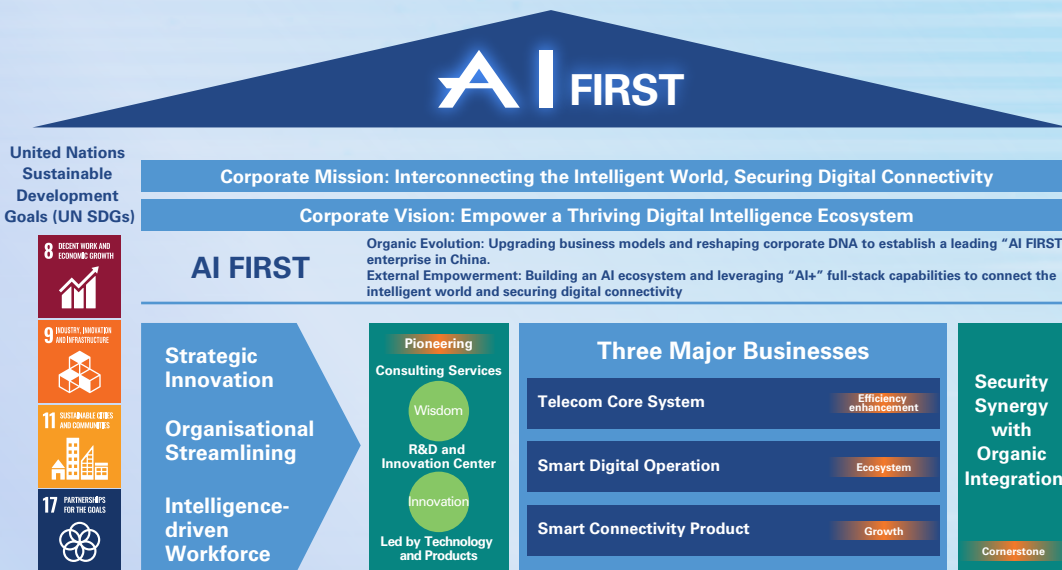 AI FIRST
United Nations
Sustainable
Development
Goals (UN SDGs)
8 DECENT WORK AND
ECONOMIC GROWTH
9 INDUSTRY, INNOVATION
AND INFRASTRUCTURE
11 SUSTAINABLE CITIES
AND COMMUNITIES
17 PARTNERSHIPS
FOR THE GOALS
Corporate Mission: Interconnecting the Intelligent World, Securing Digital Connectivity
Corporate Vision: Empower a Thriving Digital Intelligence Ecosystem
AI FIRST
Organic Evolution: Upgrading business models and reshaping corporate DNA to establish a leading “AI FIRST
enterprise in China.
External Empowerment: Building an AI ecosystem and leveraging “AI+” full-stack capabilities to connect the
intelligent world and securing digital connectivity
Strategic
Innovation
Organisational
Streamlining
Intelligence-
driven
Workforce
Pioneering
Consulting Services
Wisdom
R&D and
Innovation Center
Innovation
Led by Technology
and Products
Three Major Businesses
Telecom Core System
Efficiency
enhancement
Smart Digital Operation
Ecosystem
Smart Connectivity Product
Growth
Security
Synergy
with
Organic
Integration
Cornerstone